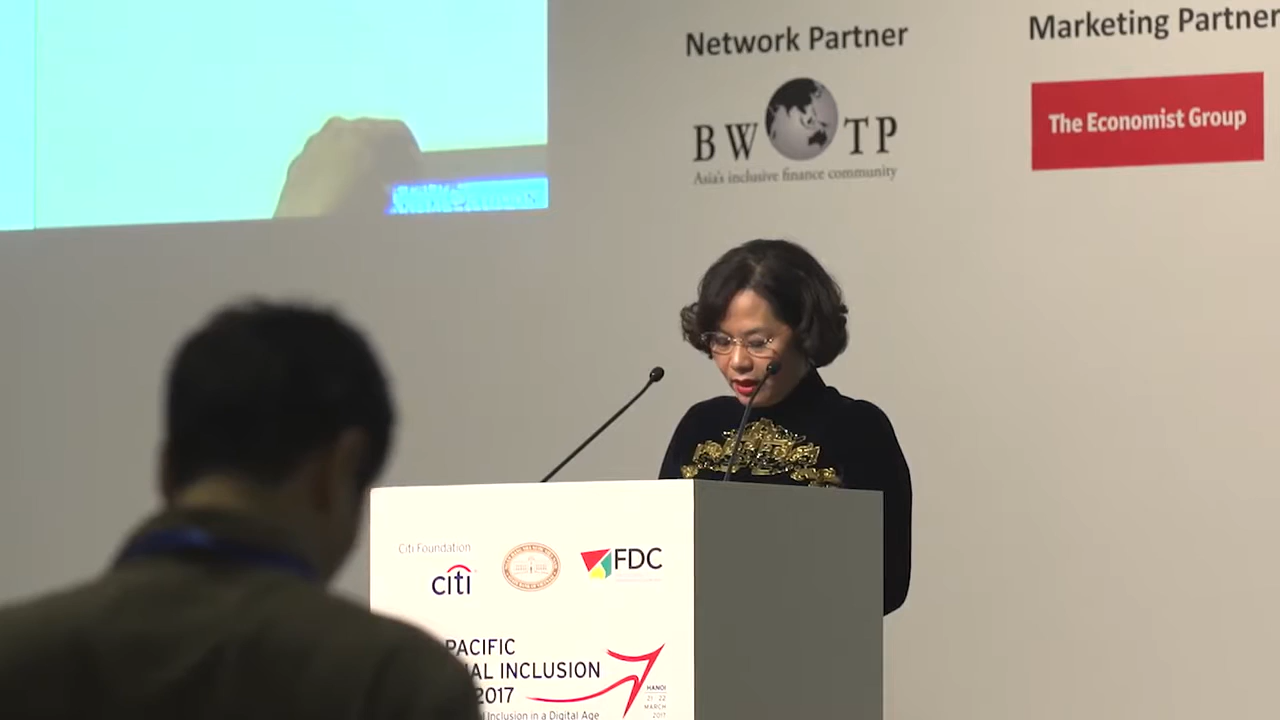 Network Partner
BW TP
Asia's inclusive finance community
Marketing Partner
The Economist Group
Citi Foundation
citi
FDC
PACIFIC
AL INCLUSION
2017
Inclusion in a Digital Age
HANOI
21 22
MARCH
2017